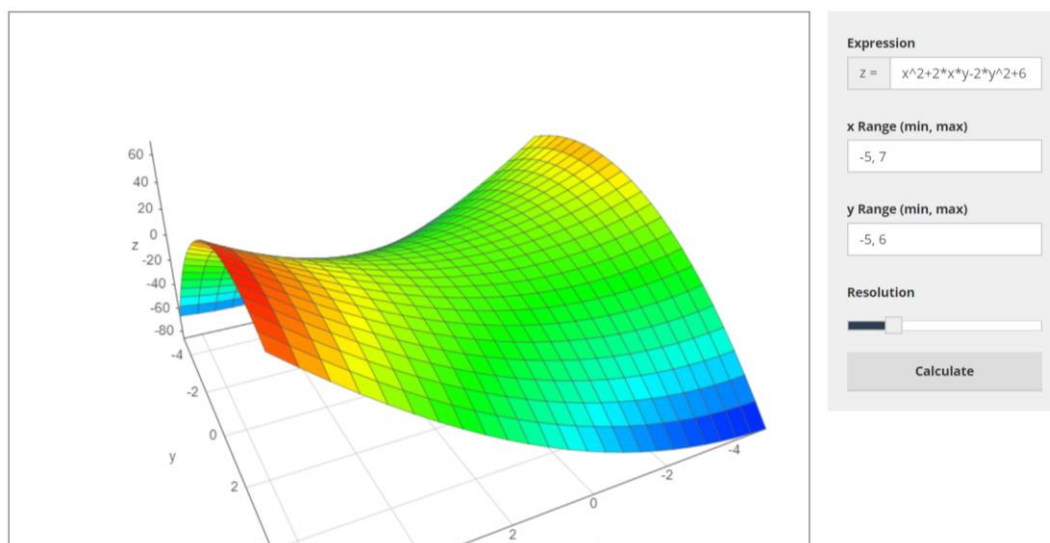 Expression
z = x^2+2*x*y-2*y^2+6
x Range (min, max)
-5, 7
y Range (min, max)
-5, 6
Resolution
Calculate
60
40
20
0
z
-20
-40
-60
-80
-4
-2
0
y
2
-4
-2
0
2